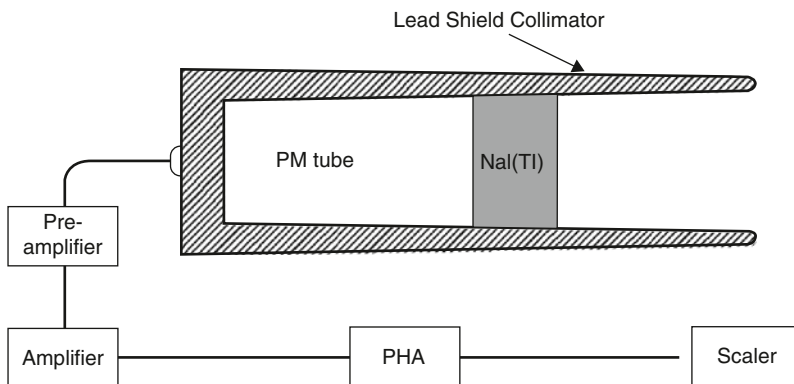 Lead Shield Collimator
PM tube
NaI(Tl)
Pre-
amplifier
Amplifier
PHA
Scaler